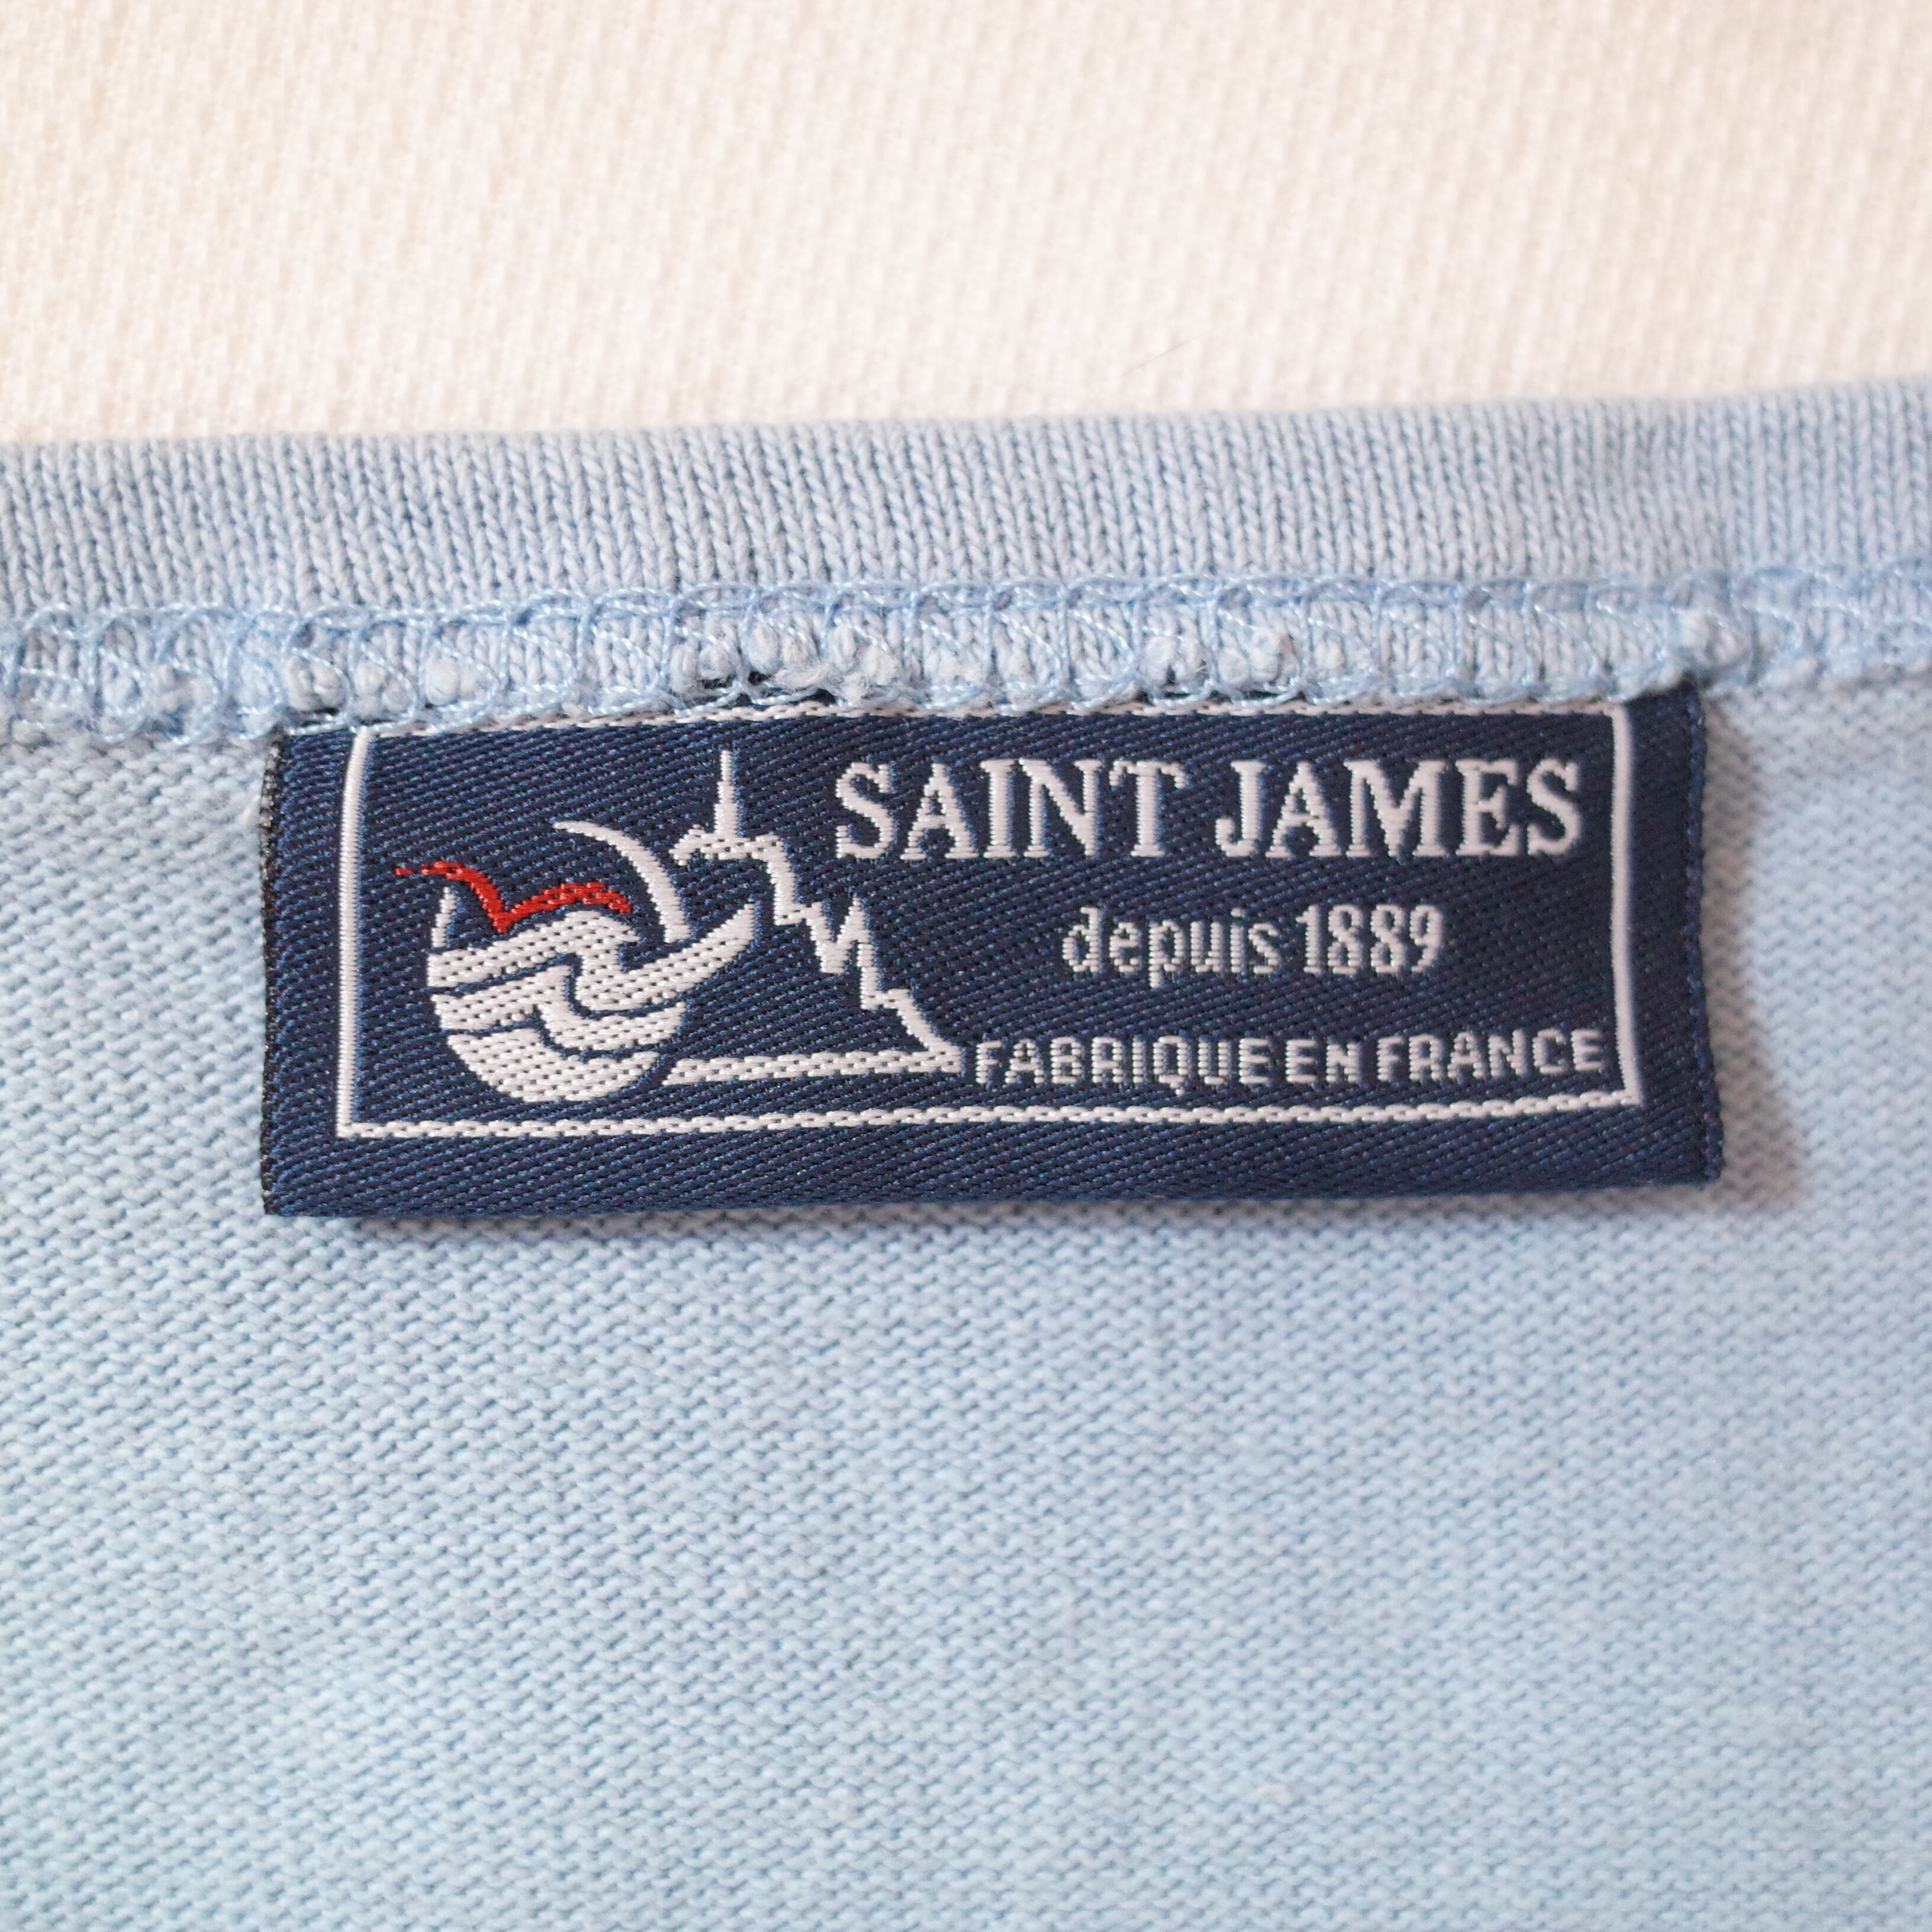 SAINT JAMES
depuis 1889
FABRIQUE EN FRANCE